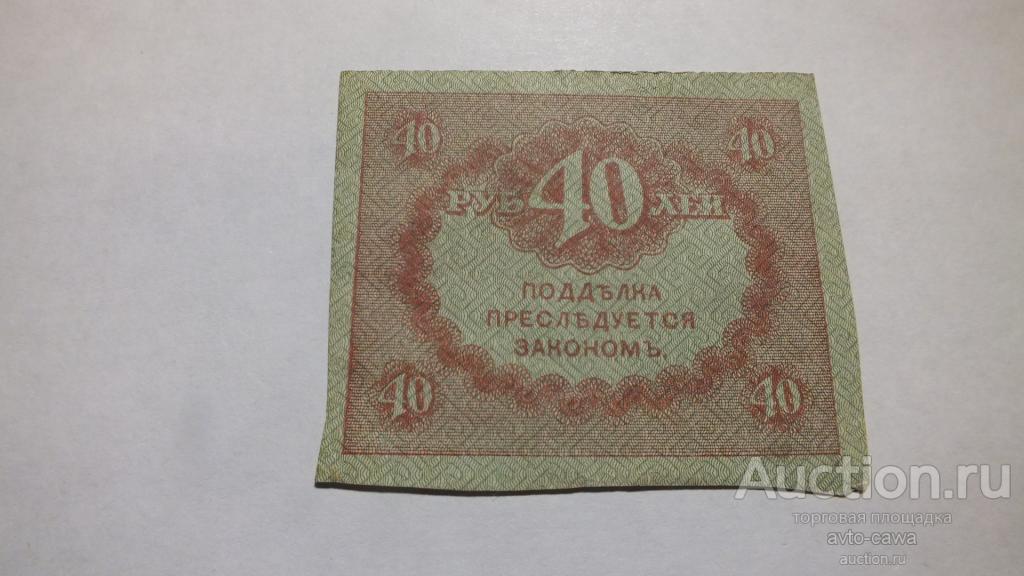 40 40
РУБ 40 ЛЕЙ
ПОДДѢЛКА
ПРЕСЛѢДУЕТСЯ
ЗАКОНОМЪ.
40 40
Auction.ru
торговая площадка
avto-cawa
auction.ru